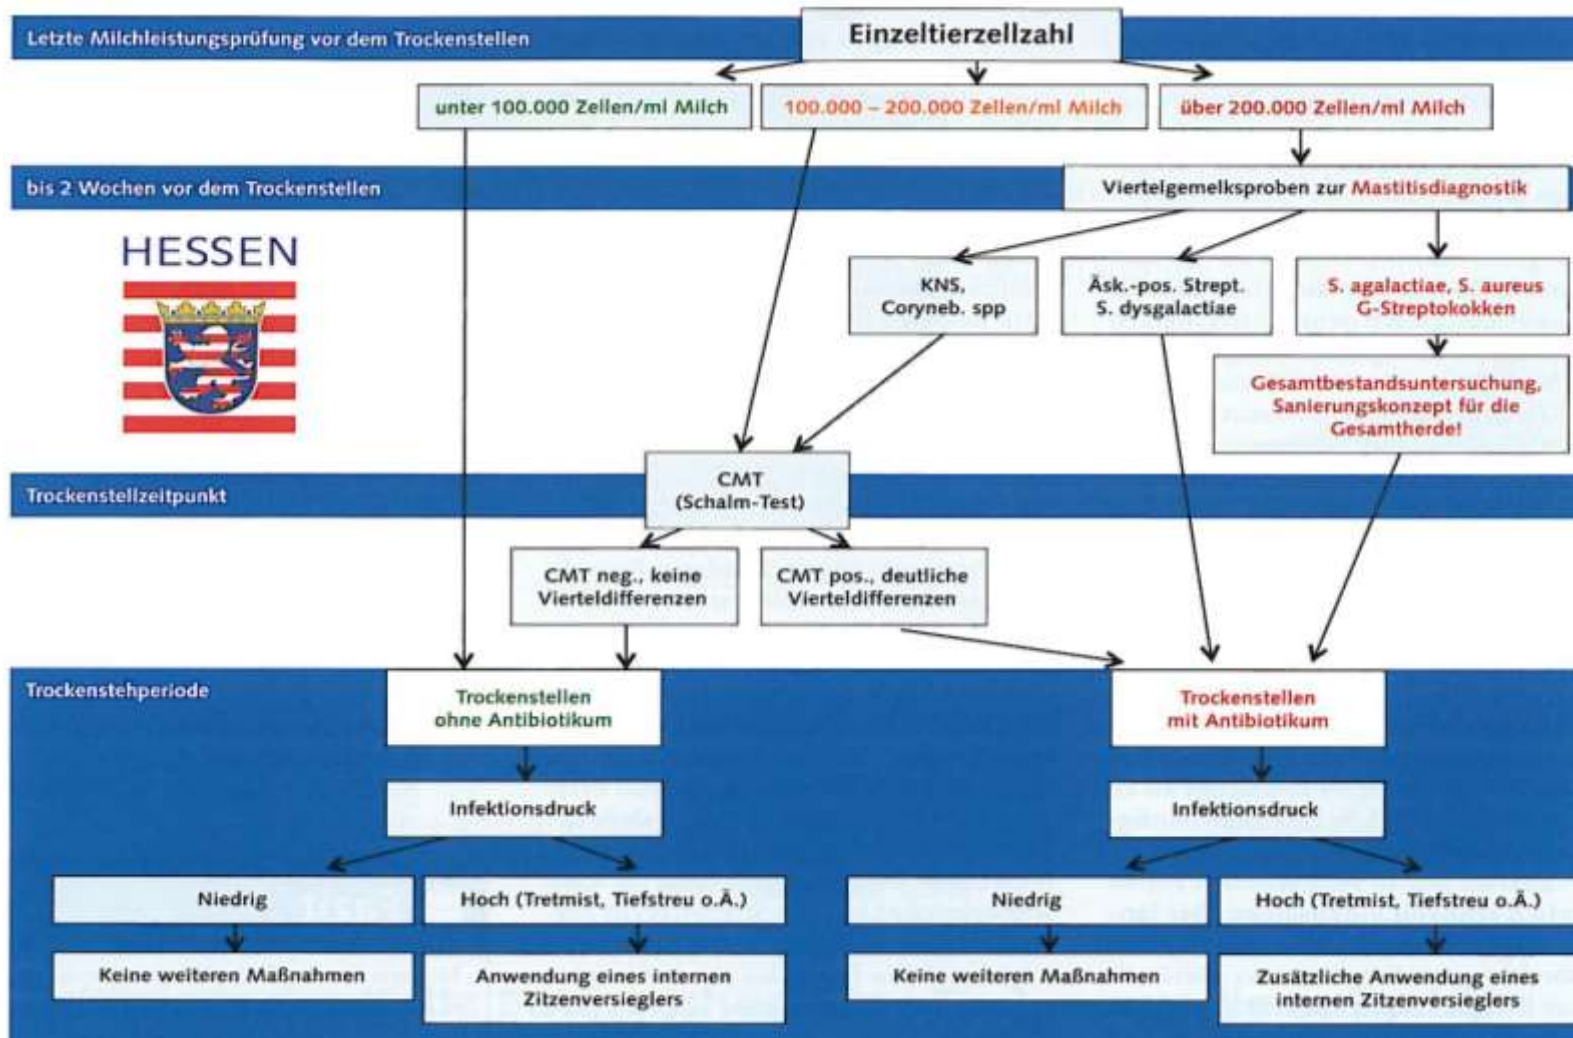 Letzte Milchleistungsprüfung vor dem Trockenstellen
Einzeltierzellzahl
unter 100.000 Zellen/ml Milch
100.000 – 200.000 Zellen/ml Milch
über 200.000 Zellen/ml Milch
bis 2 Wochen vor dem Trockenstellen
Viertelgemelksproben zur Mastitisdiagnostik
HESSEN
KNS,
Coryneb. spp
Äsk.-pos. Strept.
S. dysgalactiae
S. agalactiae, S. aureus
G-Streptokokken
Gesamtbestandsuntersuchung,
Sanierungskonzept für die
Gesamtherde!
Trockenstellzeitpunkt
CMT
(Schalm-Test)
CMT neg., keine
Vierteldifferenzen
CMT pos., deutliche
Vierteldifferenzen
Trockenstehperiode
Trockenstellen
ohne Antibiotikum
Trockenstellen
mit Antibiotikum
Infektionsdruck
Infektionsdruck
Niedrig
Hoch (Tretmist, Tiefstreu o.Ä.)
Niedrig
Hoch (Tretmist, Tiefstreu o.Ä.)
Keine weiteren Maßnahmen
Anwendung eines internen
Zitzenversieglers
Keine weiteren Maßnahmen
Zusätzliche Anwendung eines
internen Zitzenversieglers